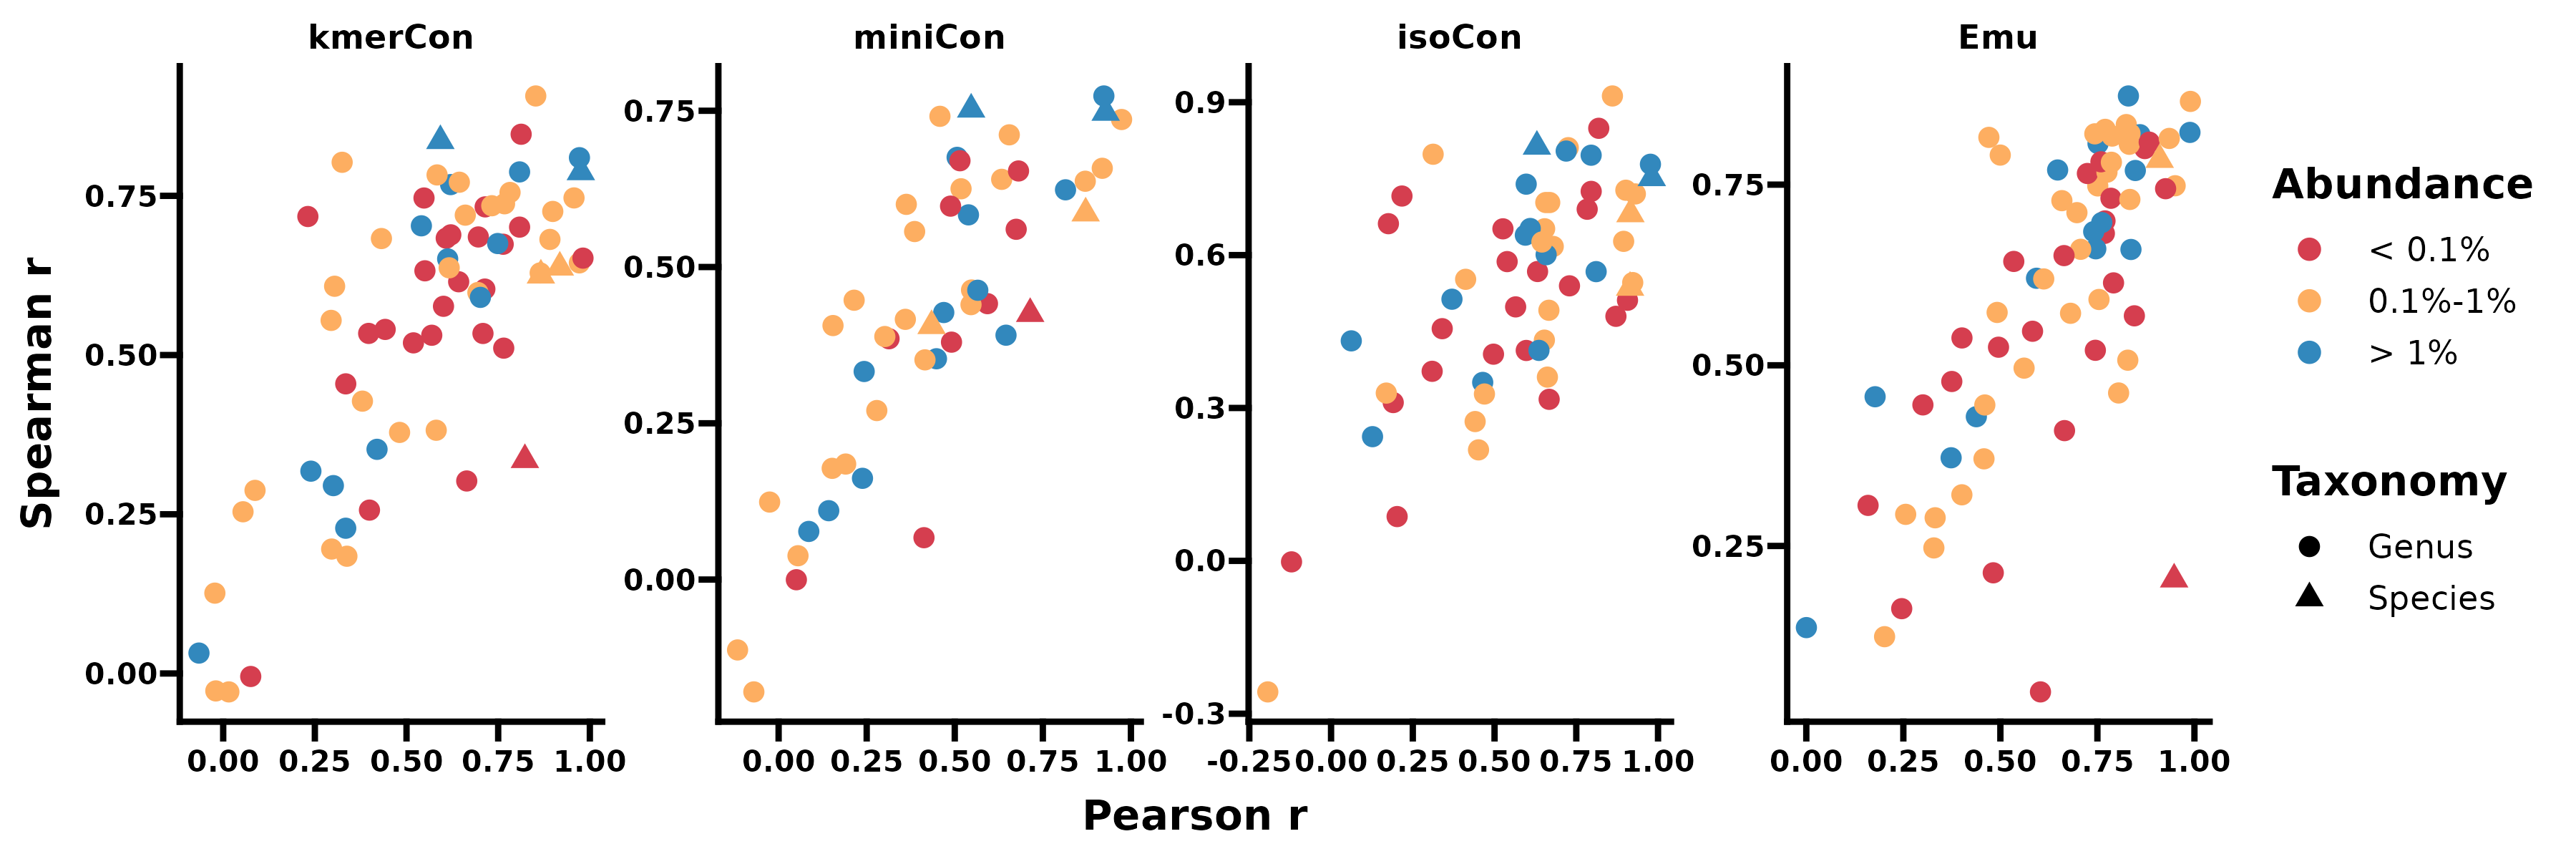 kmerCon
miniCon
isoCon
Emu
Spearman r
0.75
0.50
0.25
0.00
0.00 0.25 0.50 0.75 1.00
0.75
0.50
0.25
0.00
0.00 0.25 0.50 0.75 1.00
0.9
0.6
0.3
0.0
-0.3
-0.25 0.00 0.25 0.50 0.75 1.00
0.75
0.50
0.25
0.00 0.25 0.50 0.75 1.00
Pearson r
Abundance
< 0.1%
0.1%-1%
> 1%
Taxonomy
Genus
Species